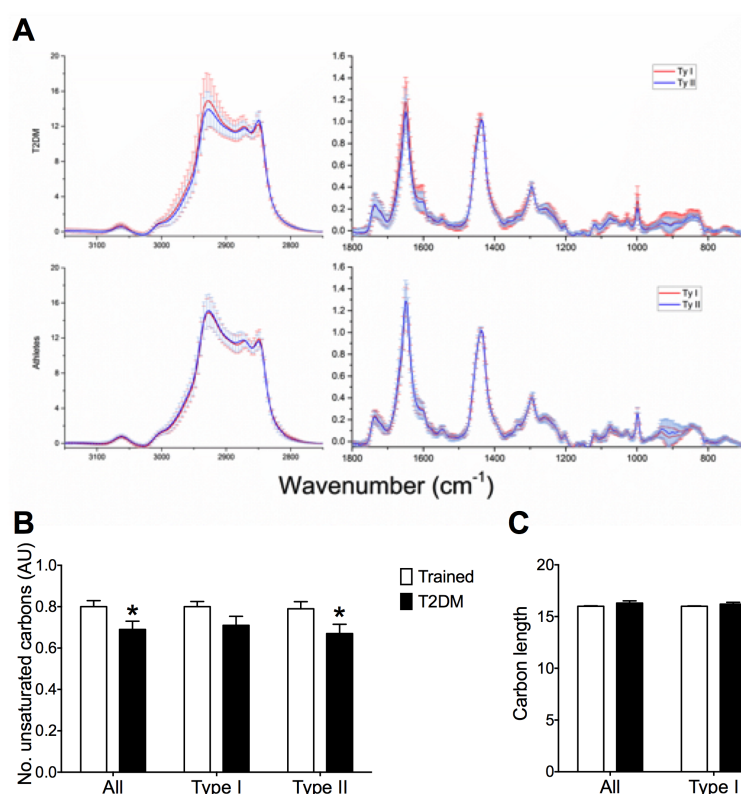 A
T2DM
20
16
12
8
4
0
3100 3000 2900 2800
1.6
1.4
1.2
1.0
0.8
0.6
0.4
0.2
0.0
1800 1600 1400 1200 1000 800
Ty I
Ty II
Athletes
20
16
12
8
4
0
3100 3000 2900 2800
1.6
1.4
1.2
1.0
0.8
0.6
0.4
0.2
0.0
1800 1600 1400 1200 1000 800
Ty I
Ty II
Wavenumber (cm⁻¹)
B
No. unsaturated carbons (AU)
1.0
0.8
0.6
0.4
0.2
0.0
* *
All Type I Type II
Trained
T2DM
C
Carbon length
20
15
10
5
0
All Type I